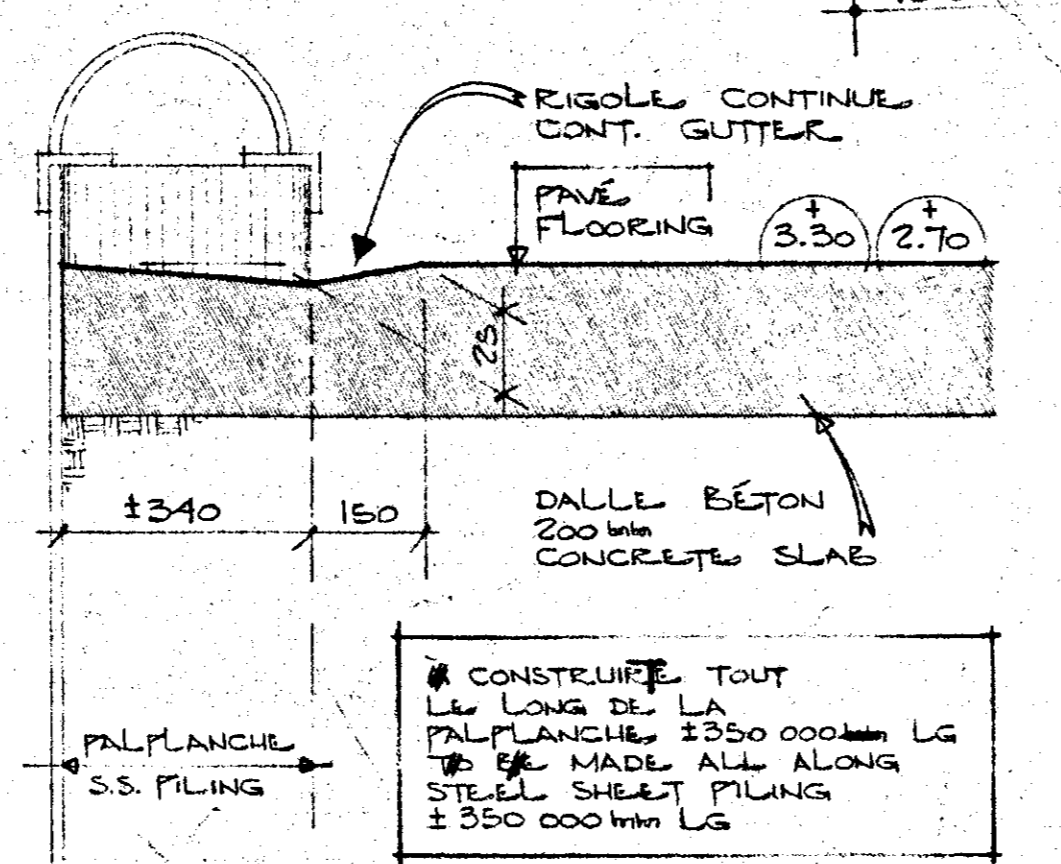 RIGOLE CONTINUE
CONT. GUTTER
PAVÉ
FLOORING
+
3.30
+
2.70
25
±340
150
DALLE BÉTON
200 mm
CONCRETE SLAB
PALPLANCHE
S.S. PILING
À CONSTRUIRE TOUT
LE LONG DE LA
PALPLANCHE ±350 000 mm LG
TO BE MADE ALL ALONG
STEEL SHEET PILING
± 350 000 mm LG